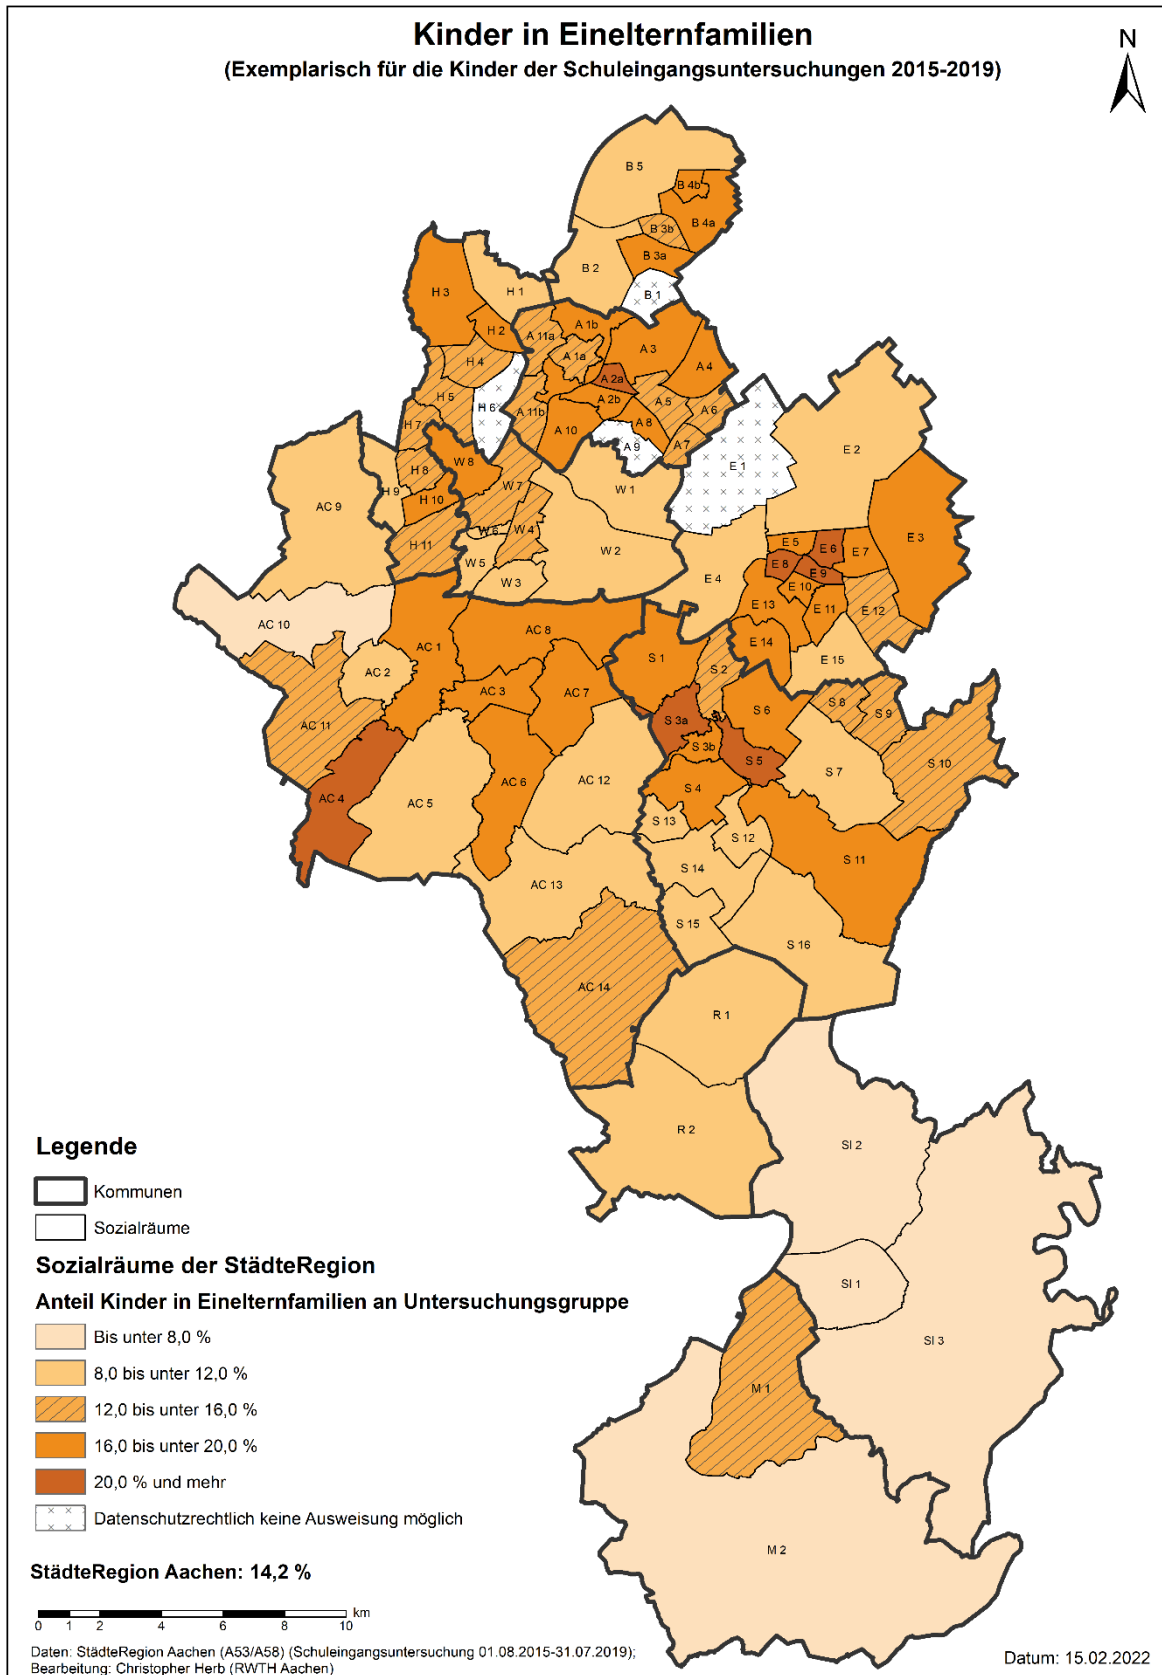 Kinder in Einelternfamilien
(Exemplarisch für die Kinder der Schuleingangsuntersuchungen 2015-2019)
N
B 5
B 4b
B 4a
B 3b
B 3a
B 2
B 1
H 1
H 3
H 2
H 4
H 5
H 6
H 7
H 8
H 9
H 10
H 11
A 11a
A 1b
A 1a
A 3
A 4
A 2a
A 2b
A 5
A 6
A 11b
A 10
A 8
A 9
A 7
W 8
W 7
W 1
W 6
W 4
W 2
W 5
W 3
E 1
E 2
E 3
E 5
E 6
E 7
E 8
E 9
E 10
E 4
E 13
E 11
E 12
E 14
E 15
AC 9
AC 10
AC 1
AC 8
AC 2
AC 3
AC 7
AC 11
AC 6
AC 12
AC 4
AC 5
AC 13
AC 14
S 1
S 2
S 3a
S 3b
S 6
S 5
S 8
S 9
S 10
S 7
S 4
S 13
S 12
S 11
S 14
S 15
S 16
R 1
R 2
SI 2
SI 1
SI 3
M 1
M 2
Legende
Kommunen
Sozialräume
Sozialräume der StädteRegion
Anteil Kinder in Einelternfamilien an Untersuchungsgruppe
Bis unter 8,0 %
8,0 bis unter 12,0 %
12,0 bis unter 16,0 %
16,0 bis unter 20,0 %
20,0 % und mehr
Datenschutzrechtlich keine Ausweisung möglich
StädteRegion Aachen: 14,2 %
km
0 1 2 4 6 8 10
Daten: StädteRegion Aachen (A53/A58) (Schuleingangsuntersuchung 01.08.2015-31.07.2019);
Bearbeitung: Christopher Herb (RWTH Aachen)
Datum: 15.02.2022